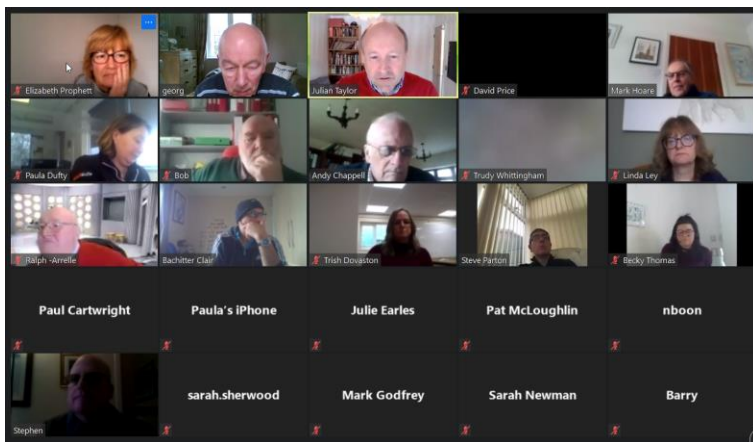 Elizabeth Prophett
georg
Julian Taylor
David Price
Mark Hoare
Paula Dufty
Bob
Andy Chappell
Trudy Whittingham
Linda Ley
Ralph -Arrelle
Bachitter Clair
Trish Dovaston
Steve Parton
Becky Thomas
Paul Cartwright
Paula's iPhone
Julie Earles
Pat McLoughlin
nboon
Stephen
sarah.sherwood
Mark Godfrey
Sarah Newman
Barry